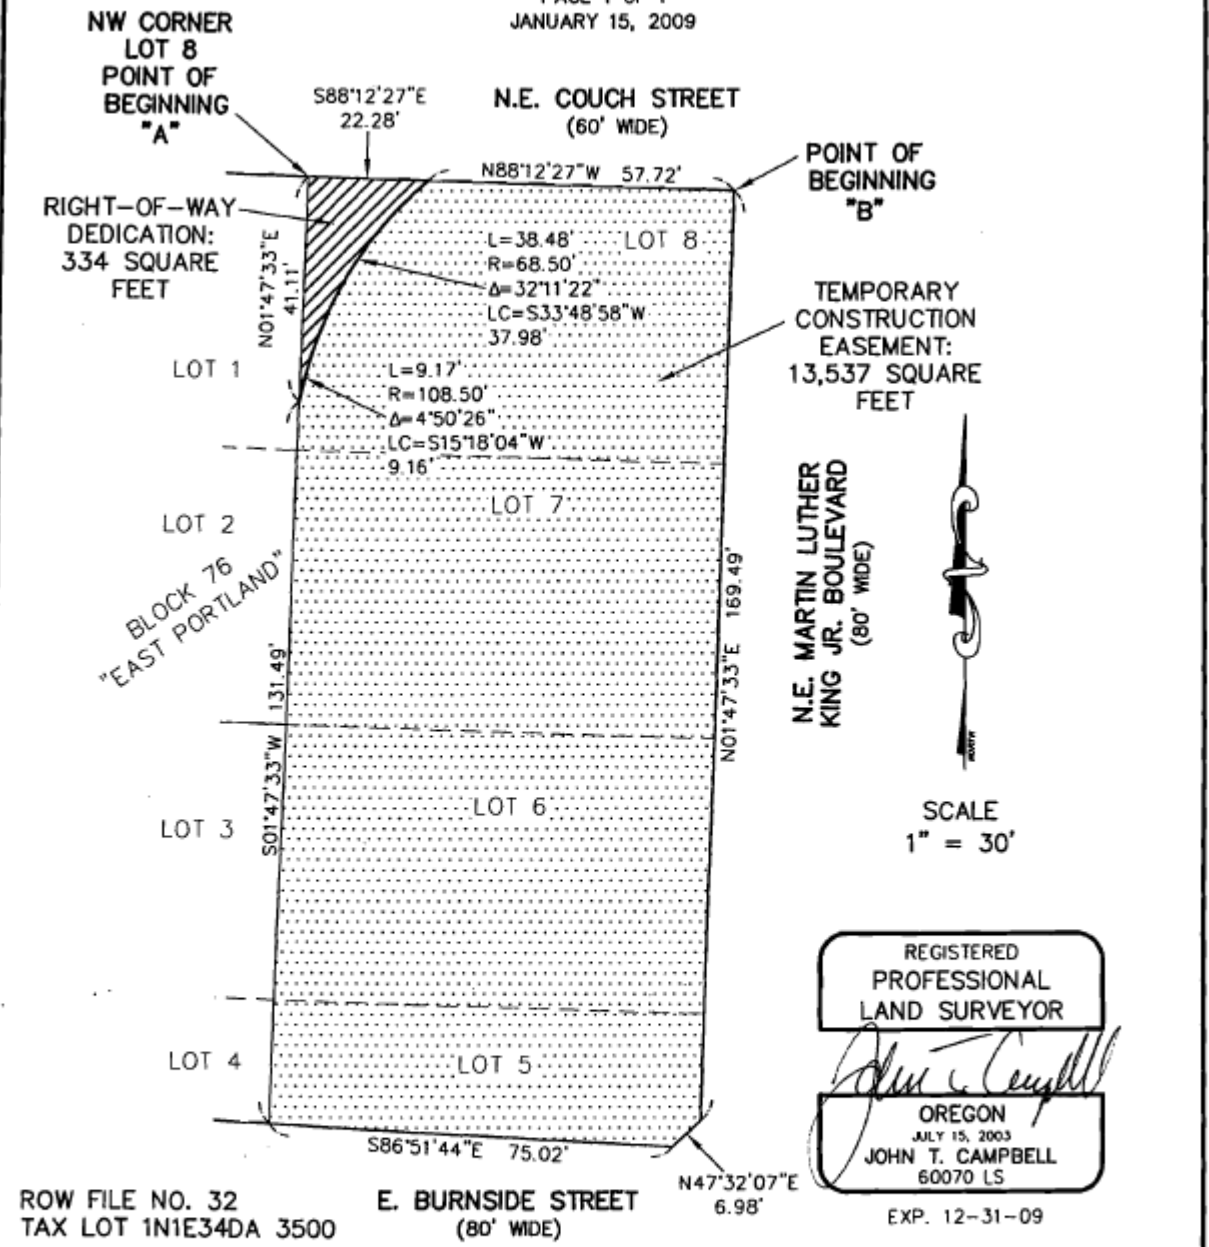 JANUARY 15, 2009
NW CORNER
LOT 8
POINT OF
BEGINNING
"A"
S88°12'27"E
22.28'
N.E. COUCH STREET
(60' WIDE)
N88°12'27"W 57.72'
POINT OF
BEGINNING
"B"
RIGHT-OF-WAY
DEDICATION:
334 SQUARE
FEET
N01°47'33"E
41.11'
L=38.48'
R=68.50'
Δ=32°11'22"
LC=S33°48'58"W
37.98'
LOT 8
TEMPORARY
CONSTRUCTION
EASEMENT:
13,537 SQUARE
FEET
LOT 1
L=9.17'
R=108.50'
Δ=4°50'26"
LC=S15°18'04"W
9.16'
LOT 7
LOT 2
BLOCK 76
"EAST PORTLAND"
S01°47'33"W 131.49'
N01°47'33"E 169.49'
N.E. MARTIN LUTHER
KING JR. BOULEVARD
(80' WIDE)
NORTH
LOT 6
LOT 3
SCALE
1" = 30'
LOT 4
LOT 5
S86°51'44"E 75.02'
N47°32'07"E
6.98'
REGISTERED
PROFESSIONAL
LAND SURVEYOR
John T. Campbell
OREGON
JULY 15, 2003
JOHN T. CAMPBELL
60070 LS
EXP. 12-31-09
ROW FILE NO. 32
TAX LOT 1N1E34DA 3500
E. BURNSIDE STREET
(80' WIDE)